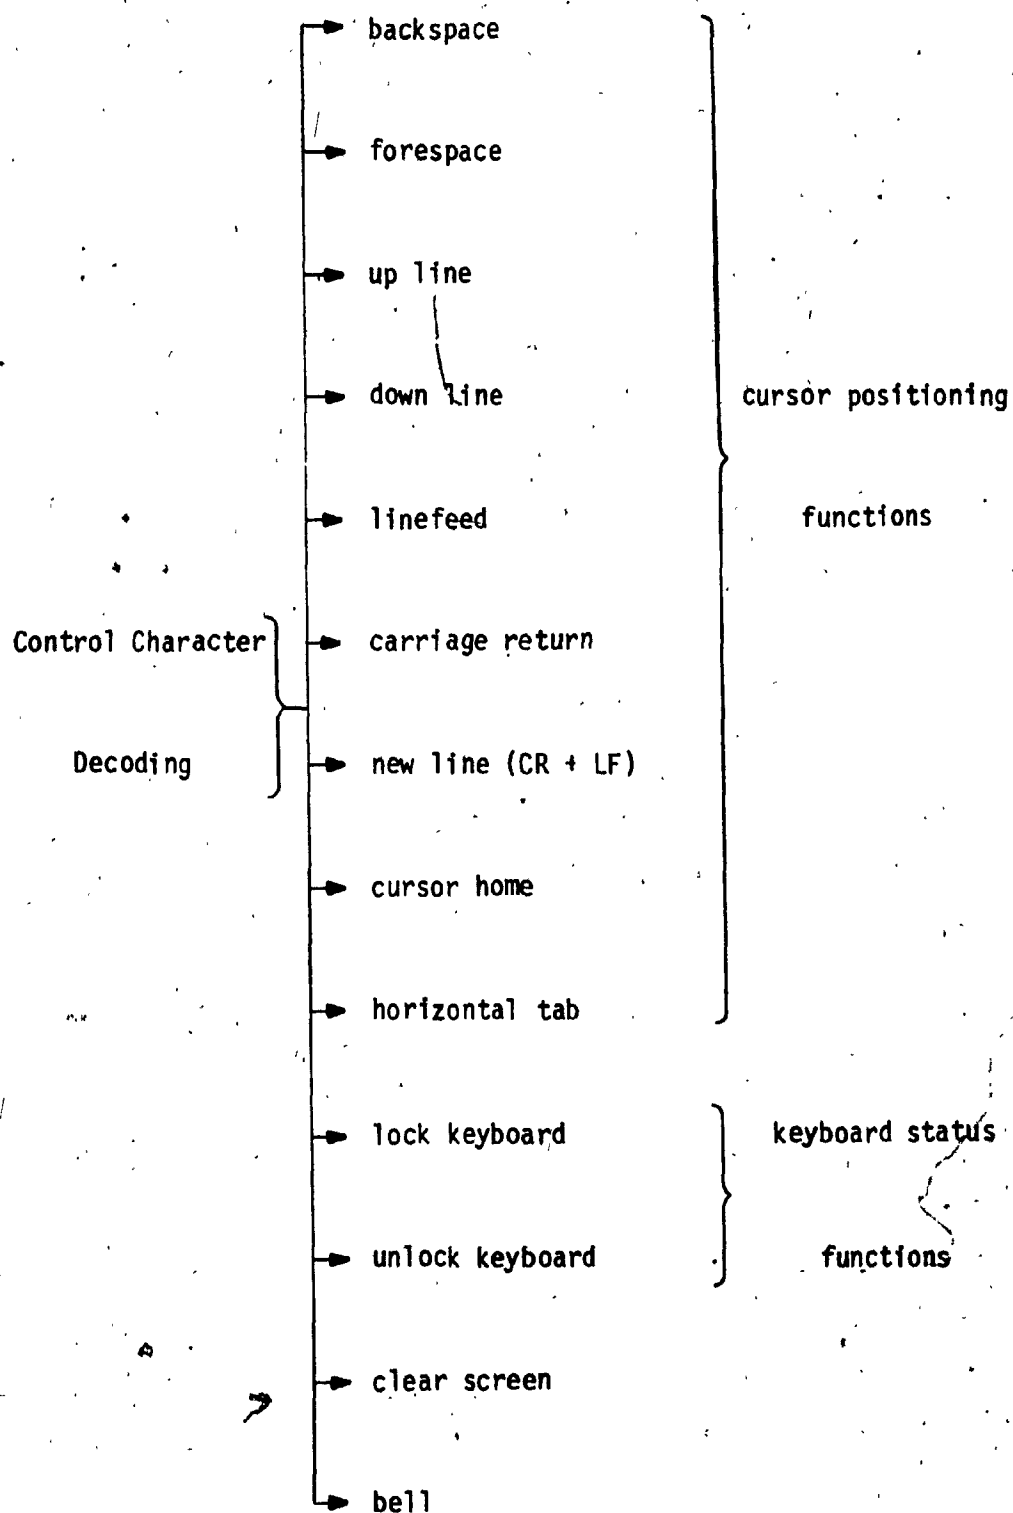 backspace
forespace
up line
down line
cursor positioning
linefeed
functions
Control Character
carriage return
Decoding
new line (CR + LF)
cursor home
horizontal tab
lock keyboard
keyboard status
unlock keyboard
functions
clear screen
bell